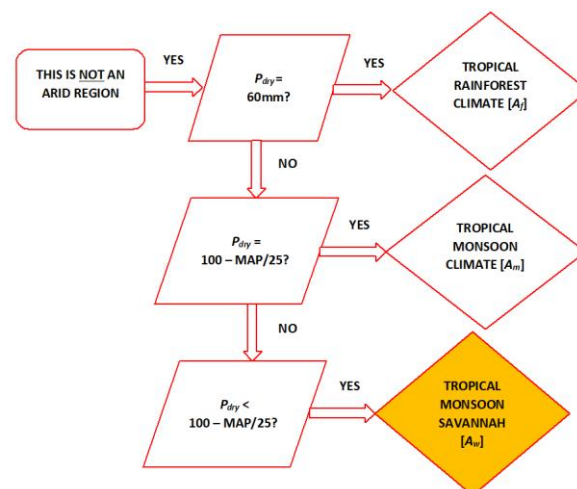 THIS IS NOT AN
ARID REGION
YES
Pdry =
60mm?
YES
TROPICAL
RAINFOREST
CLIMATE [Af]
NO
Pdry =
100 – MAP/25?
YES
TROPICAL
MONSOON
CLIMATE [Am]
NO
Pdry <
100 – MAP/25?
YES
TROPICAL
MONSOON
SAVANNAH
[Aw]